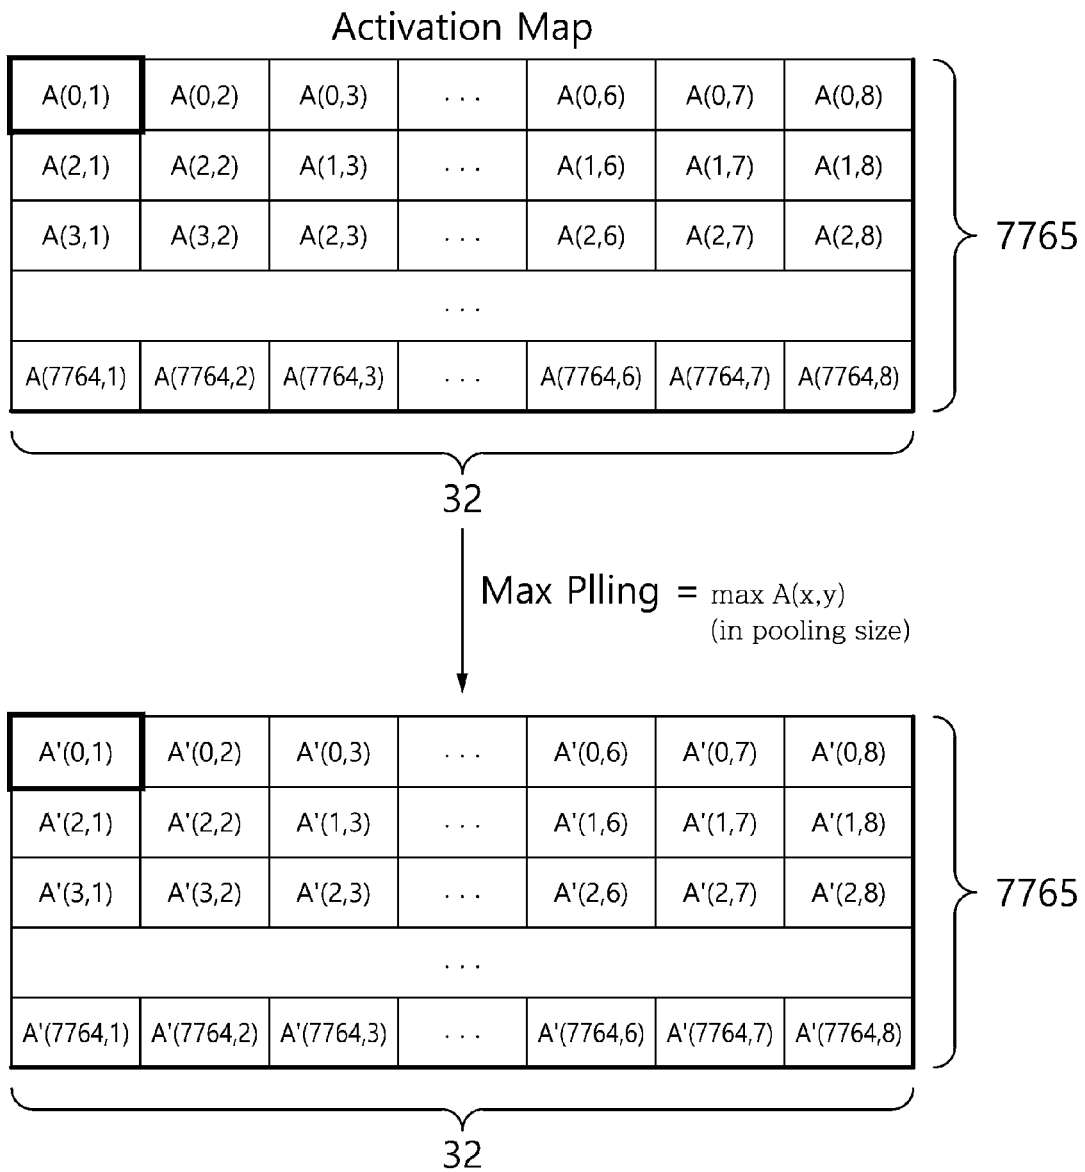 Activation Map
A(0,1) A(0,2) A(0,3) ... A(0,6) A(0,7) A(0,8)
A(2,1) A(2,2) A(1,3) ... A(1,6) A(1,7) A(1,8)
A(3,1) A(3,2) A(2,3) ... A(2,6) A(2,7) A(2,8)
7765
...
A(7764,1) A(7764,2) A(7764,3) ... A(7764,6) A(7764,7) A(7764,8)
32
Max Plling = max A(x,y)
(in pooling size)
A'(0,1) A'(0,2) A'(0,3) ... A'(0,6) A'(0,7) A'(0,8)
A'(2,1) A'(2,2) A'(1,3) ... A'(1,6) A'(1,7) A'(1,8)
A'(3,1) A'(3,2) A'(2,3) ... A'(2,6) A'(2,7) A'(2,8)
7765
...
A'(7764,1) A'(7764,2) A'(7764,3) ... A'(7764,6) A'(7764,7) A'(7764,8)
32